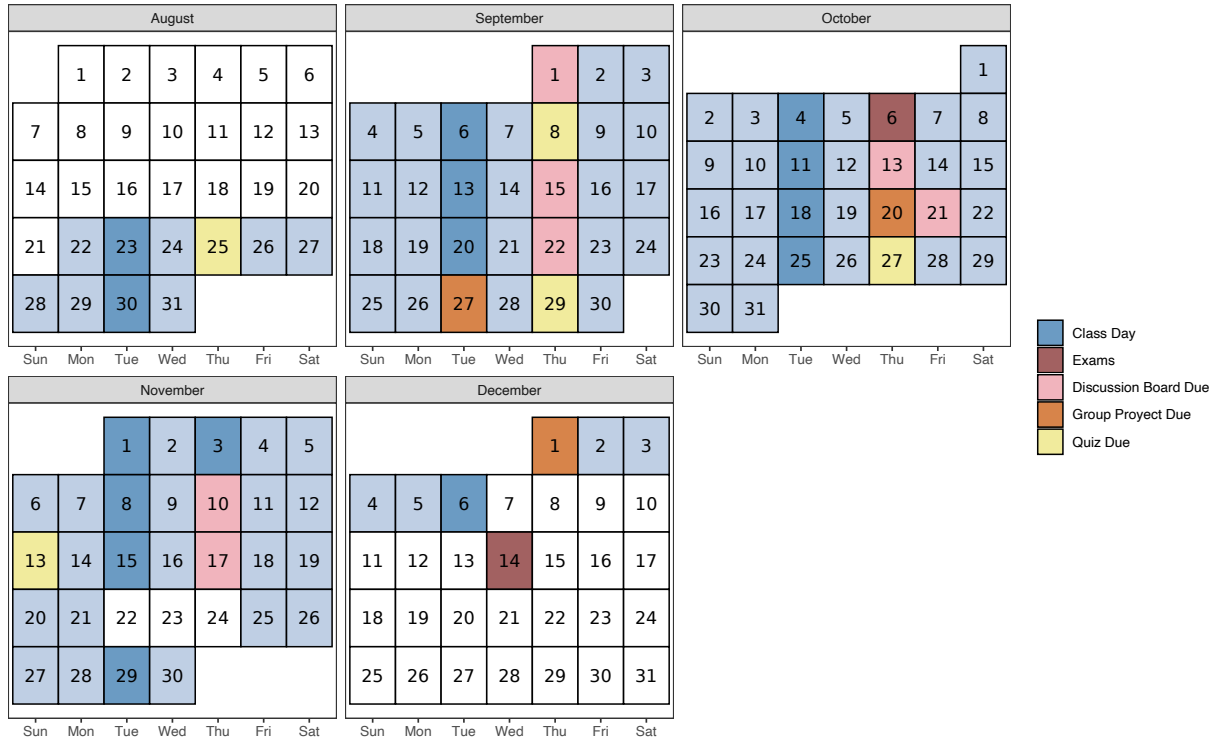 August
1 2 3 4 5 6
7 8 9 10 11 12 13
14 15 16 17 18 19 20
21 22 23 24 25 26 27
28 29 30 31
Sun Mon Tue Wed Thu Fri Sat
September
1 2 3
4 5 6 7 8 9 10
11 12 13 14 15 16 17
18 19 20 21 22 23 24
25 26 27 28 29 30
Sun Mon Tue Wed Thu Fri Sat
October
1
2 3 4 5 6 7 8
9 10 11 12 13 14 15
16 17 18 19 20 21 22
23 24 25 26 27 28 29
30 31
Sun Mon Tue Wed Thu Fri Sat
November
1 2 3 4 5
6 7 8 9 10 11 12
13 14 15 16 17 18 19
20 21 22 23 24 25 26
27 28 29 30
Sun Mon Tue Wed Thu Fri Sat
December
1 2 3
4 5 6 7 8 9 10
11 12 13 14 15 16 17
18 19 20 21 22 23 24
25 26 27 28 29 30 31
Sun Mon Tue Wed Thu Fri Sat
Class Day
Exams
Discussion Board Due
Group Proyect Due
Quiz Due